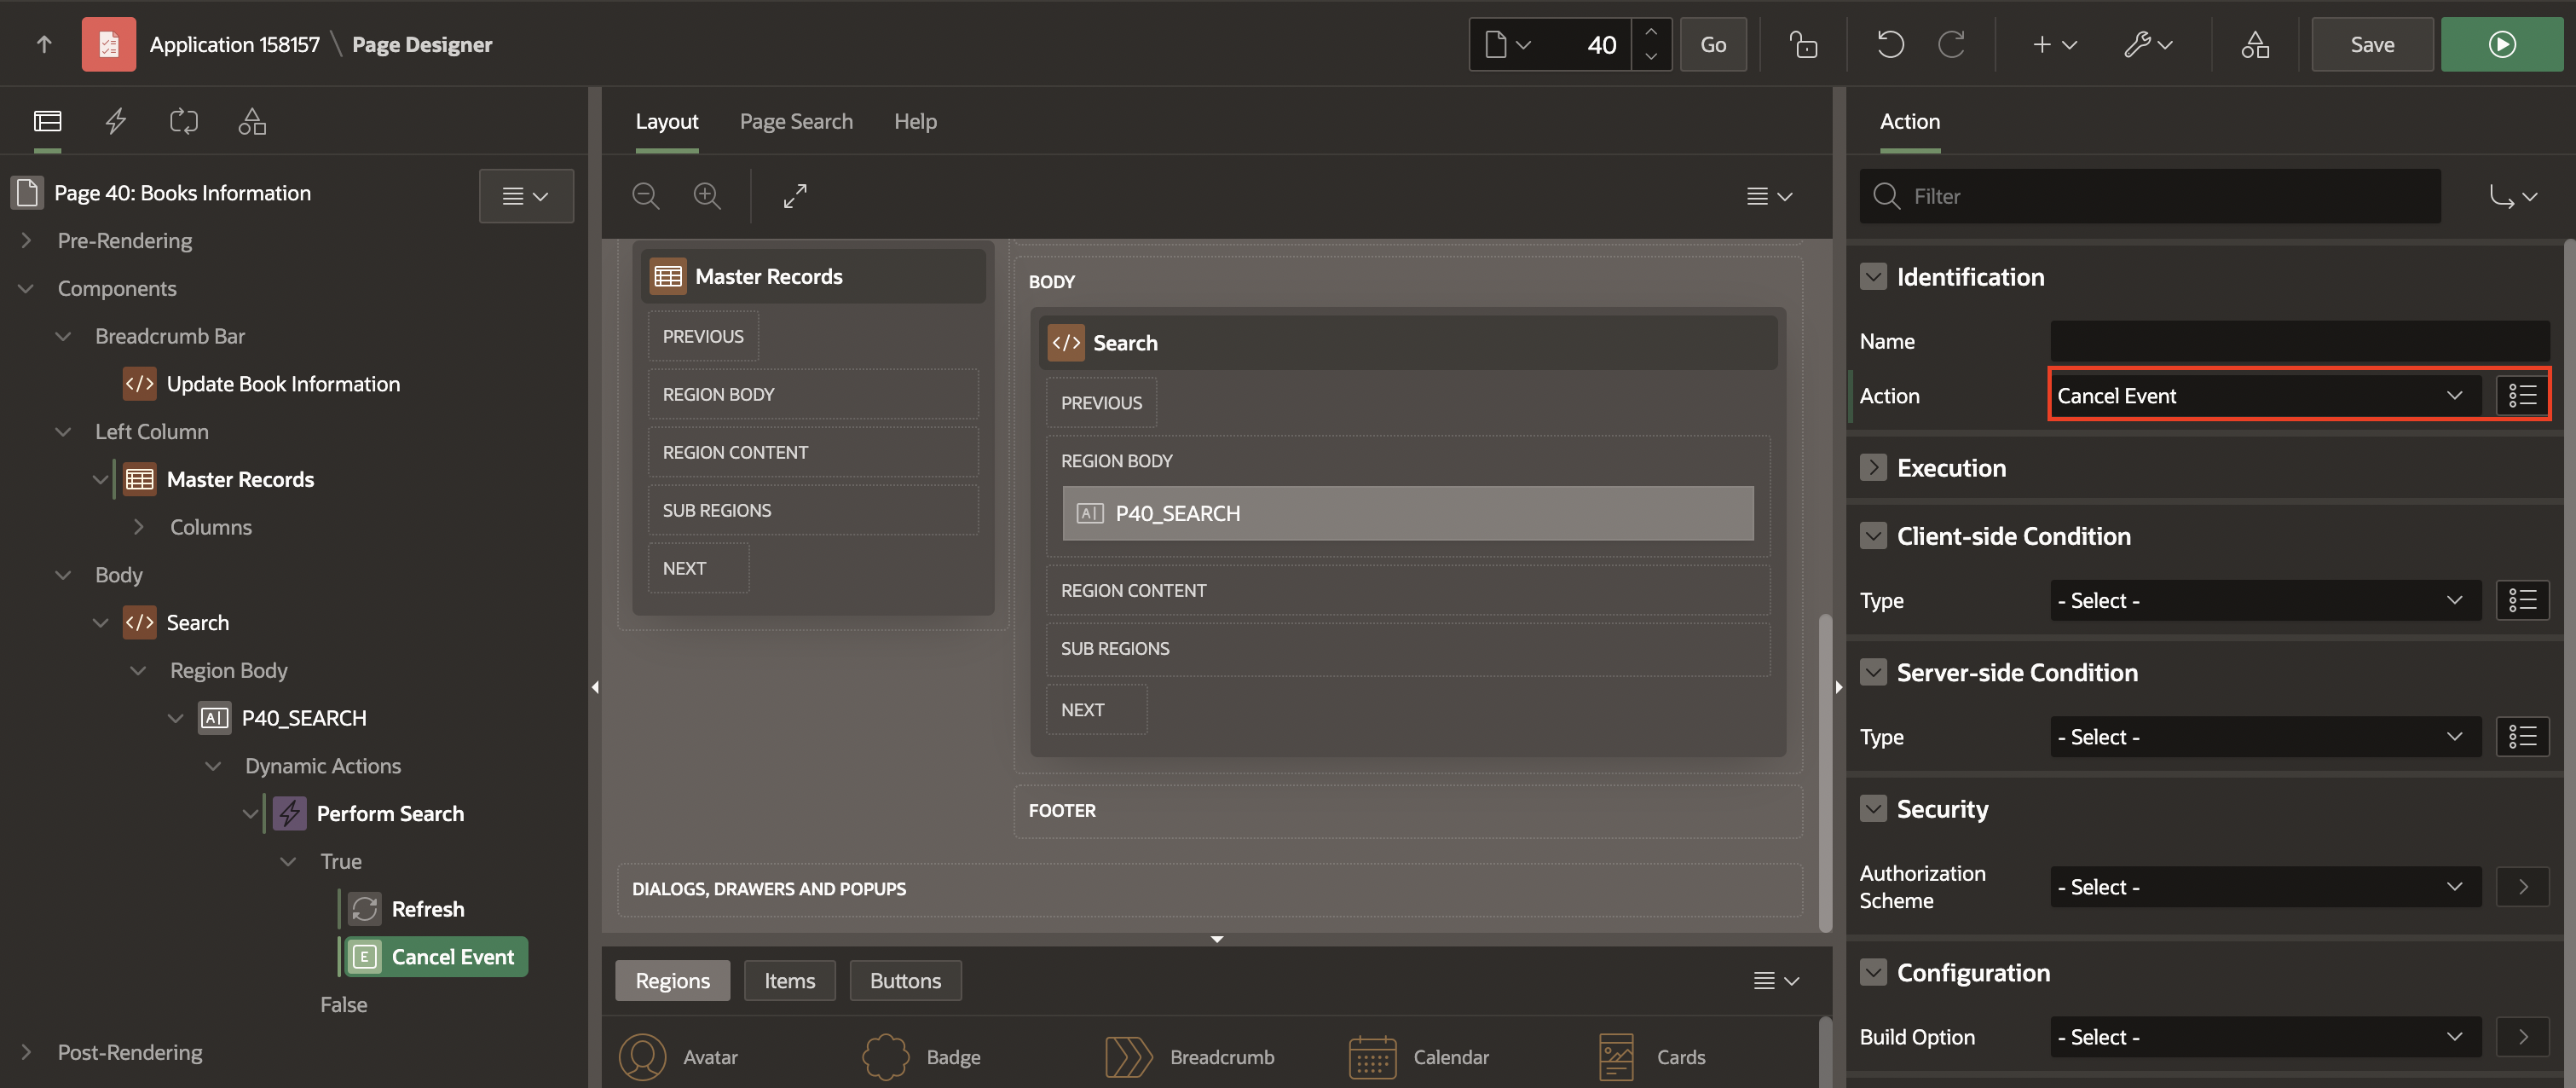 Application 158157 \ Page Designer
40
Go
Save
Page 40: Books Information
Pre-Rendering
Components
Breadcrumb Bar
</> Update Book Information
Left Column
Master Records
Columns
Body
</> Search
Region Body
A| P40_SEARCH
Dynamic Actions
Perform Search
True
Refresh
E Cancel Event
False
Post-Rendering
Layout Page Search Help
Master Records
PREVIOUS
REGION BODY
REGION CONTENT
SUB REGIONS
NEXT
BODY
</> Search
PREVIOUS
REGION BODY
A| P40_SEARCH
REGION CONTENT
SUB REGIONS
NEXT
FOOTER
DIALOGS, DRAWERS AND POPUPS
Regions Items Buttons
Avatar Badge Breadcrumb Calendar Cards
Action
Filter
Identification
Name
Action Cancel Event
Execution
Client-side Condition
Type - Select -
Server-side Condition
Type - Select -
Security
Authorization
Scheme - Select -
Configuration
Build Option - Select -